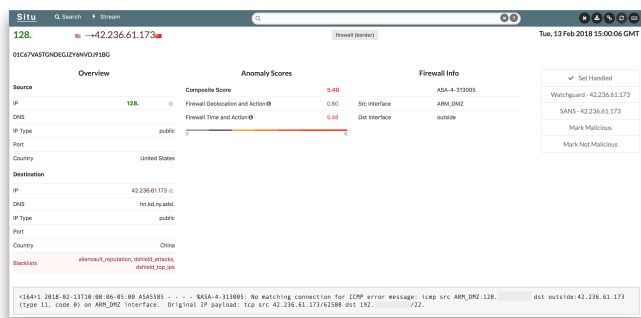 Situ Search Stream
128. →42.236.61.173 firewall (border) Tue, 13 Feb 2018 15:00:06 GMT
01C67VASTGNDEGJZY6NVDJ91BG
Overview
Source
IP 128.
DNS
IP Type public
Port
Country United States
Destination
IP 42.236.61.173
DNS hn.kd.ny.adsl.
IP Type public
Port
Country China
Blacklists alienvault_reputation, dshield_attacks,
dshield_top_ips
Anomaly Scores
Composite Score 5.48
Firewall Geolocation and Action 0.80
Firewall Time and Action 5.48
0 6
Firewall Info
ASA-4-313005
Src Interface ARM_DMZ
Dst Interface outside
Set Handled
Watchguard - 42.236.61.173
SANS - 42.236.61.173
Mark Malicious
Mark Not Malicious
<164>1 2018-02-13T10:00:06-05:00 ASA5585 - - - - %ASA-4-313005: No matching connection for ICMP error message: icmp src ARM_DMZ:128. dst outside:42.236.61.173
(type 11, code 0) on ARM_DMZ interface. Original IP payload: tcp src 42.236.61.173/62508 dst 192. /22.